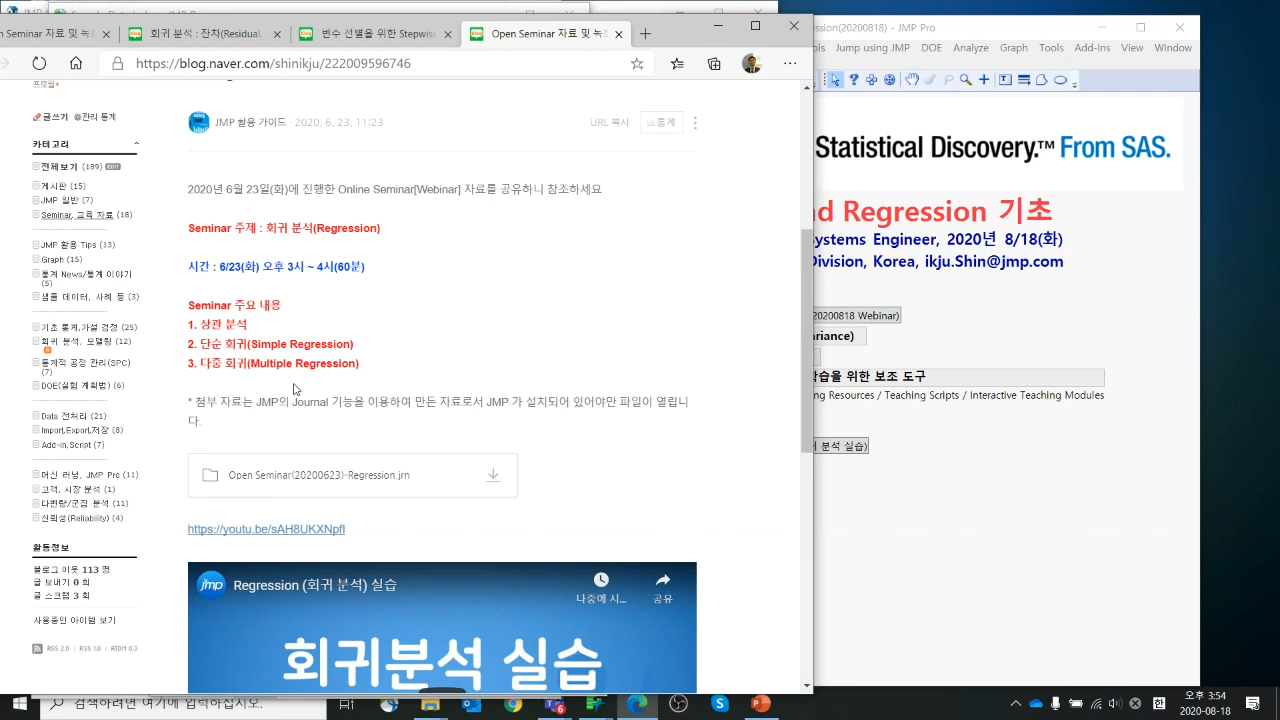 n Seminar 자료 및 녹화
회귀 분석 : 잔차(Residual
변수 선별을 위한 Stepwise
Open Seminar 자료 및 녹화
https://blog.naver.com/shinikju/222009596746
프로필
글쓰기 관리·통계
카테고리
전체보기 (189)
게시판 (15)
JMP 일반 (7)
Seminar, 교육 자료 (18)
JMP 활용 Tips (13)
Graph (15)
통계 News/통계 이야기
(5)
샘플 데이터, 사례 등 (3)
기초 통계,가설 검정 (25)
회귀 분석, 모델링 (12)
통계적 공정 관리(SPC)
(7)
DOE(실험 계획법) (6)
Data 전처리 (21)
Import,Export,저장 (8)
Add-in,Script (7)
머신 러닝, JMP Pro (11)
고객, 시장 분석 (1)
다변량/군집 분석 (11)
신뢰성(Reliability) (4)
활동정보
블로그 이웃 113 명
글 보내기 0 회
글 스크랩 3 회
사용중인 아이템 보기
RSS 2.0 | RSS 1.0 | ATOM 0.3
JMP 활용 가이드 2020. 6. 23. 11:23
URL 복사 통계
2020년 6월 23일(화)에 진행한 Online Seminar[Webinar] 자료를 공유하니 참조하세요
Seminar 주제 : 회귀 분석(Regression)
시간 : 6/23(화) 오후 3시 ~ 4시(60분)
Seminar 주요 내용
1. 상관 분석
2. 단순 회귀(Simple Regression)
3. 다중 회귀(Multiple Regression)
* 첨부 자료는 JMP의 Journal 기능을 이용하여 만든 자료로서 JMP 가 설치되어 있어야만 파일이 열립니
다.
Open Seminar(20200623)-Regression.jrn
https://youtu.be/sAH8UKXNpfI
jmp Regression (회귀 분석) 실습
나중에 시... 공유
회귀분석 실습
ssion(20200818) - JMP Pro
ols Jump using JMP DOE Analyze Graph Tools Add-Ins View Window
Statistical Discovery.™ From SAS.
nd Regression 기초
ystems Engineer, 2020년 8/18(화)
Division, Korea, ikju.Shin@jmp.com
20200818 Webinar)
riance)
학습을 위한 보조 도구
ng Resources / Teaching Scripts / Interactive Teaching Modules
분석 실습)
검색하려면 여기에 입력하십시오.
한
오후 3:54
2020-08-18